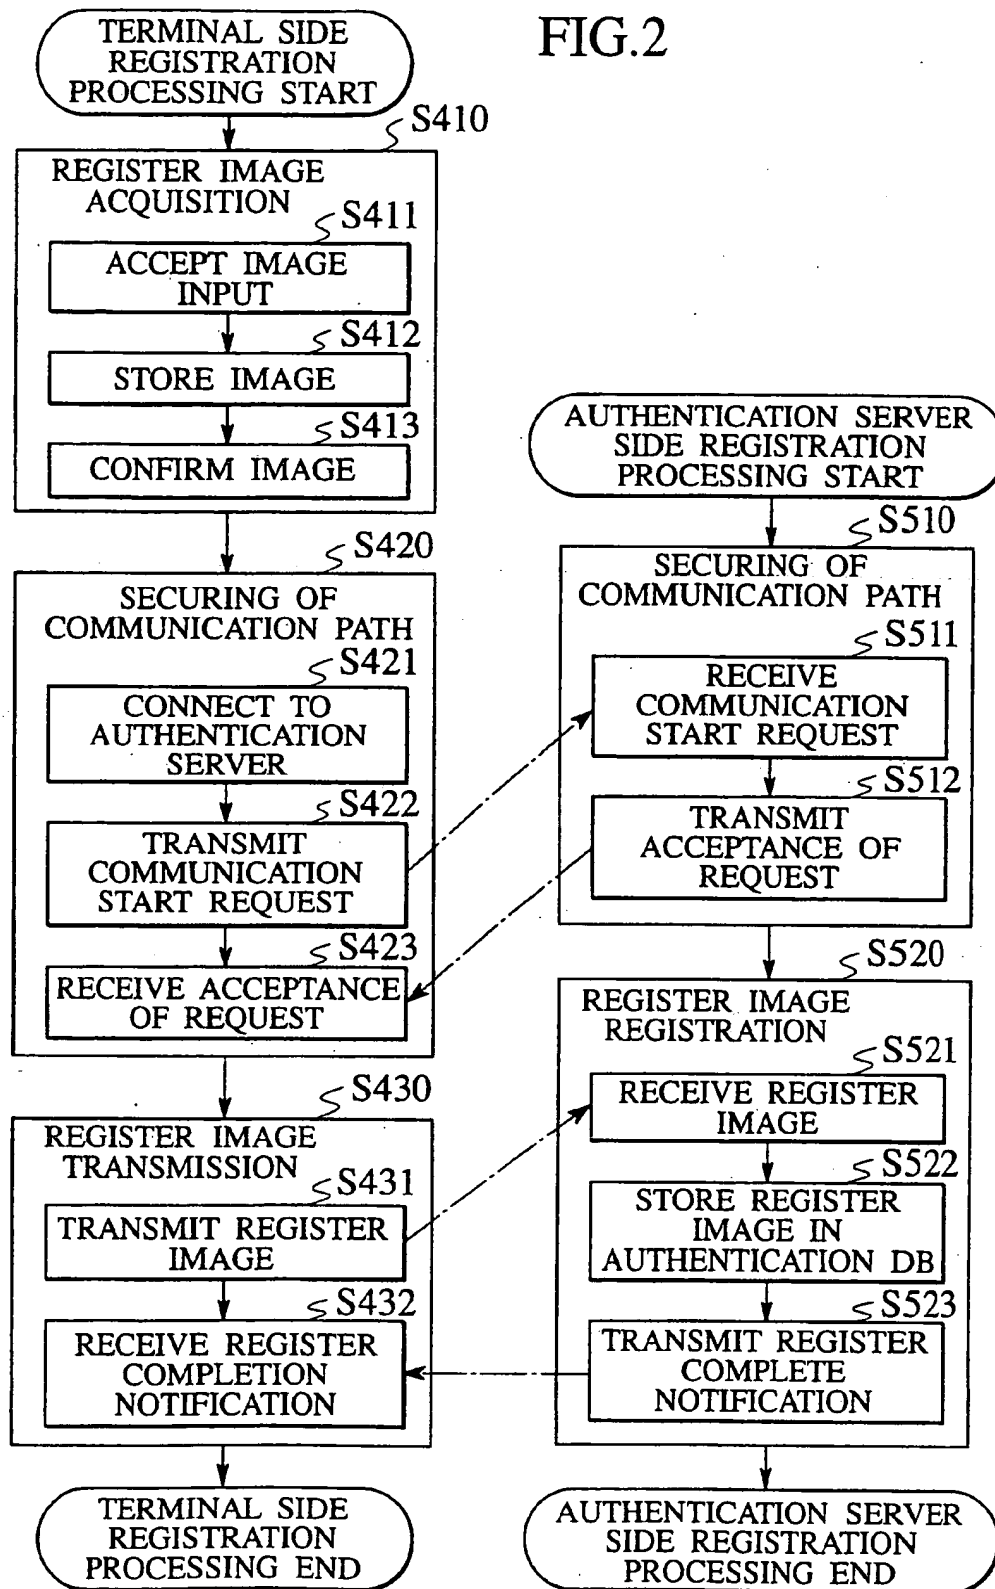 FIG.2
TERMINAL SIDE
REGISTRATION
PROCESSING START
S410
REGISTER IMAGE
ACQUISITION
S411
ACCEPT IMAGE
INPUT
S412
STORE IMAGE
S413
CONFIRM IMAGE
S420
SECURING OF
COMMUNICATION PATH
S421
CONNECT TO
AUTHENTICATION
SERVER
S422
TRANSMIT
COMMUNICATION
START REQUEST
S423
RECEIVE ACCEPTANCE
OF REQUEST
S430
REGISTER IMAGE
TRANSMISSION
S431
TRANSMIT REGISTER
IMAGE
S432
RECEIVE REGISTER
COMPLETION
NOTIFICATION
TERMINAL SIDE
REGISTRATION
PROCESSING END
AUTHENTICATION SERVER
SIDE REGISTRATION
PROCESSING START
S510
SECURING OF
COMMUNICATION PATH
S511
RECEIVE
COMMUNICATION
START REQUEST
S512
TRANSMIT
ACCEPTANCE OF
REQUEST
S520
REGISTER IMAGE
REGISTRATION
S521
RECEIVE REGISTER
IMAGE
S522
STORE REGISTER
IMAGE IN
AUTHENTICATION DB
S523
TRANSMIT REGISTER
COMPLETE
NOTIFICATION
AUTHENTICATION SERVER
SIDE REGISTRATION
PROCESSING END